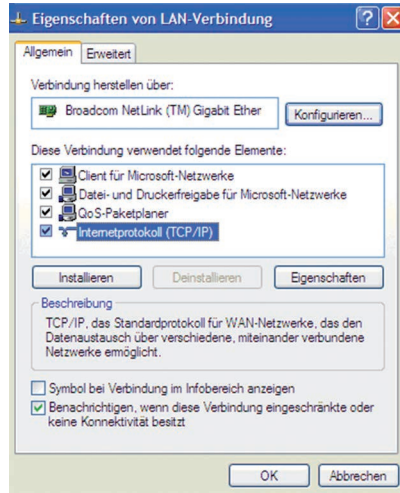 Eigenschaften von LAN-Verbindung
Allgemein Erweitert
Verbindung herstellen über:
Broadcom NetLink (TM) Gigabit Ether
Konfigurieren...
Diese Verbindung verwendet folgende Elemente:
Client für Microsoft-Netzwerke
Datei- und Druckerfreigabe für Microsoft-Netzwerke
QoS-Paketplaner
Internetprotokoll (TCP/IP)
Installieren Deinstallieren Eigenschaften
Beschreibung
TCP/IP, das Standardprotokoll für WAN-Netzwerke, das den
Datenaustausch über verschiedene, miteinander verbundene
Netzwerke ermöglicht.
Symbol bei Verbindung im Infobereich anzeigen
Benachrichtigen, wenn diese Verbindung eingeschränkte oder
keine Konnektivität besitzt
OK Abbrechen